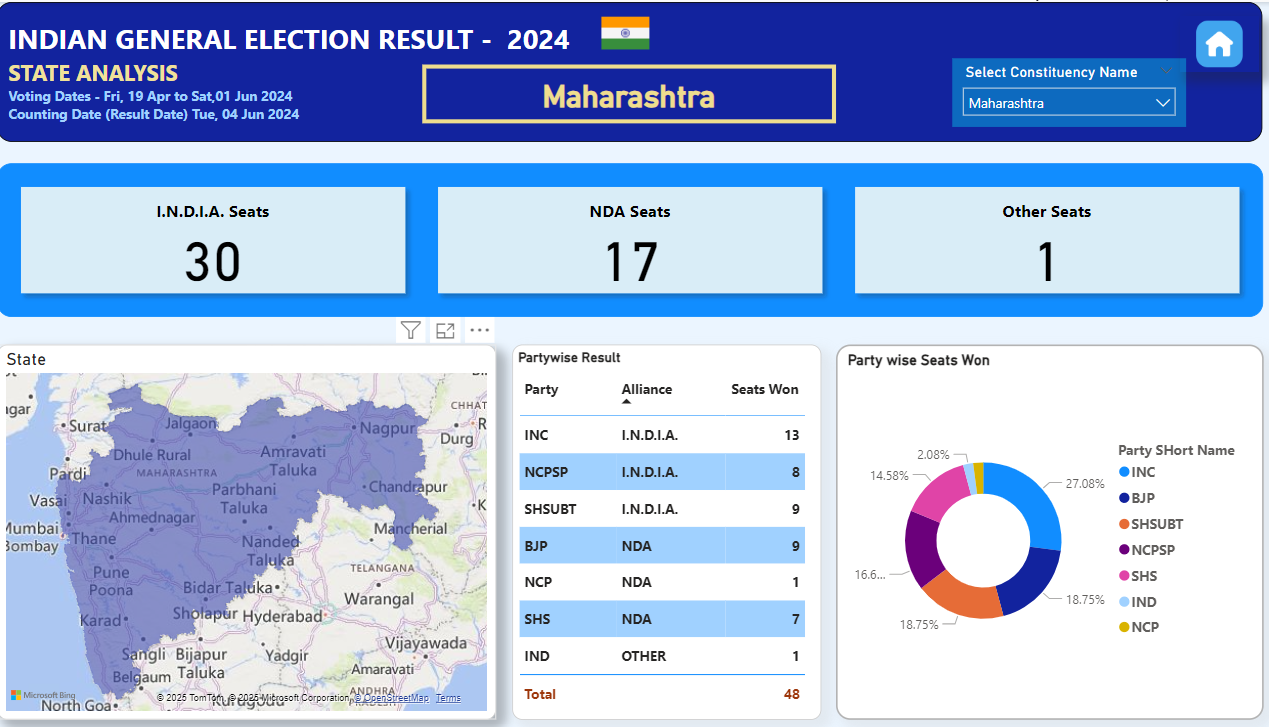 INDIAN GENERAL ELECTION RESULT - 2024
STATE ANALYSIS
Voting Dates - Fri, 19 Apr to Sat,01 Jun 2024
Counting Date (Result Date) Tue, 04 Jun 2024
Maharashtra
Select Constituency Name
Maharashtra
I.N.D.I.A. Seats
30
NDA Seats
17
Other Seats
1
State
Surat
Jalgaon
Nagpur
CHHAT
Durg
Dhule Rural
Amravati
Taluka
Pardi
MAHARASHTRA
Vasai
Nashik
Parbhani
Taluka
Chandrapur
Ahmednagar
Mumbai
Bombay
Thane
Mancherial
Nanded
Taluka
Pune
Poona
TELANGANA
Bidar Taluka
Warangal
Karad
Sholapur
Hyderabad
Sangli
Bijapur
Taluka
Yadgir
Vijayawada
Belgaum
Amaravati
Microsoft Bing
© 2025 TomTom, © 2025 Microsoft Corporation, © OpenStreetMap Terms
ANDHRA
North Goa
Partywise Result
Party Alliance Seats Won
INC I.N.D.I.A. 13
NCPSP I.N.D.I.A. 8
SHSUBT I.N.D.I.A. 9
BJP NDA 9
NCP NDA 1
SHS NDA 7
IND OTHER 1
Total 48
Party wise Seats Won
2.08%
14.58%
27.08%
16.6...
18.75%
18.75%
Party SHort Name
INC
BJP
SHSUBT
NCPSP
SHS
IND
NCP